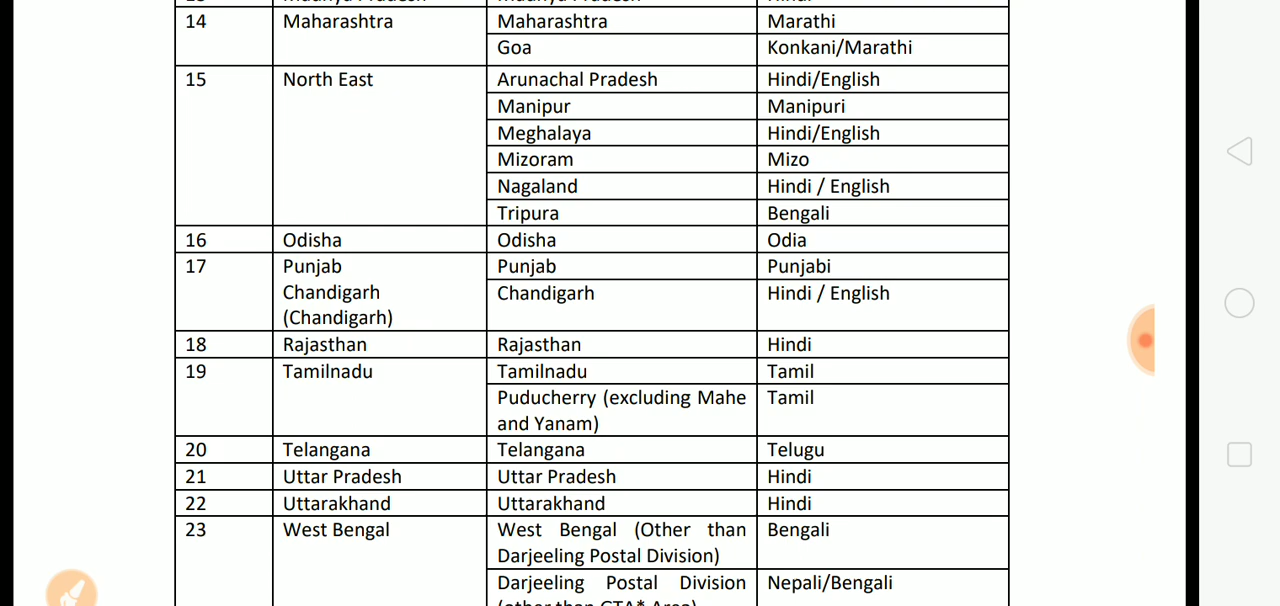 14 Maharashtra Maharashtra Marathi
Goa Konkani/Marathi
15 North East Arunachal Pradesh Hindi/English
Manipur Manipuri
Meghalaya Hindi/English
Mizoram Mizo
Nagaland Hindi / English
Tripura Bengali
16 Odisha Odisha Odia
17 Punjab Punjab Punjabi
Chandigarh Chandigarh Hindi / English
(Chandigarh)
18 Rajasthan Rajasthan Hindi
19 Tamilnadu Tamilnadu Tamil
Puducherry (excluding Mahe Tamil
and Yanam)
20 Telangana Telangana Telugu
21 Uttar Pradesh Uttar Pradesh Hindi
22 Uttarakhand Uttarakhand Hindi
23 West Bengal West Bengal (Other than Bengali
Darjeeling Postal Division)
Darjeeling Postal Division Nepali/Bengali
(other than GTA* Area)